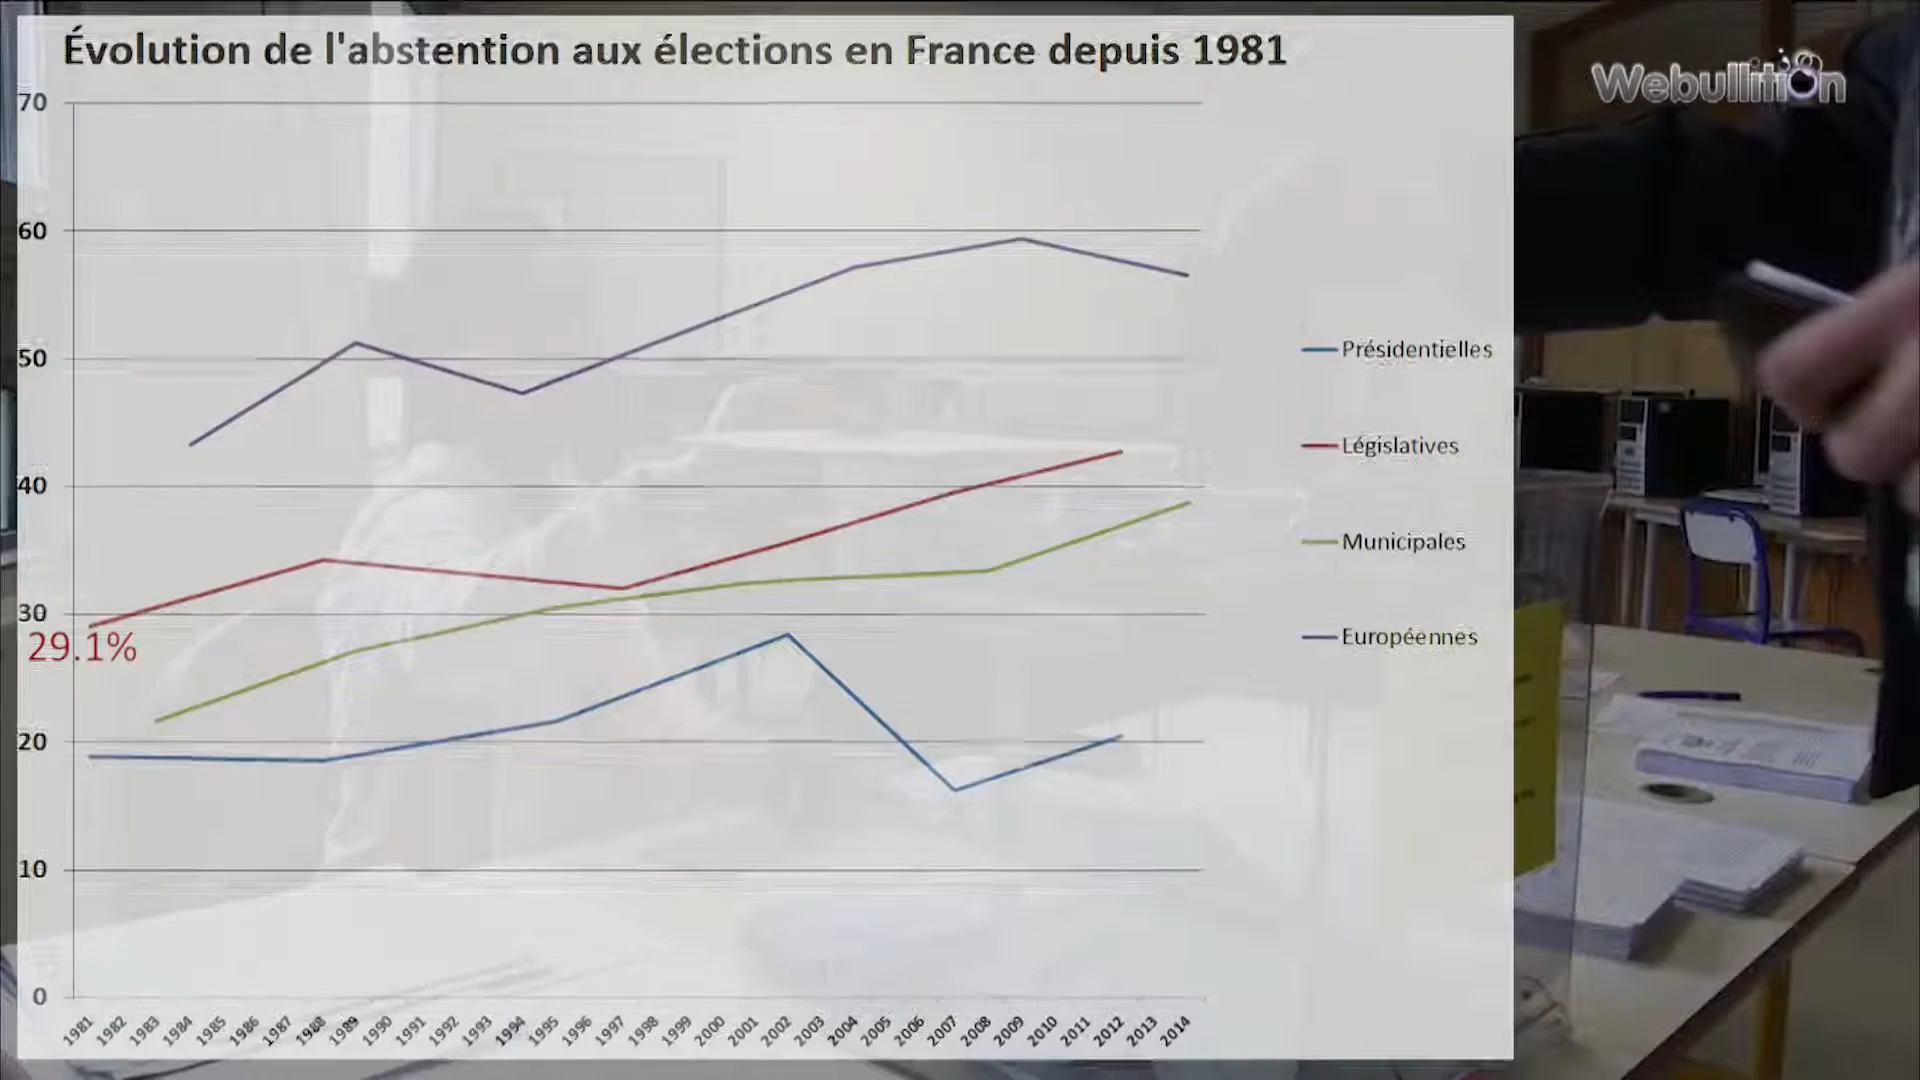 Évolution de l'abstention aux élections en France depuis 1981
Webullition
70
60
50
40
30
29.1%
20
10
0
1981 1982 1983 1984 1985 1986 1987 1988 1989 1990 1991 1992 1993 1994 1995 1996 1997 1998 1999 2000 2001 2002 2003 2004 2005 2006 2007 2008 2009 2010 2011 2012 2013 2014
Présidentielles
Législatives
Municipales
Européennes